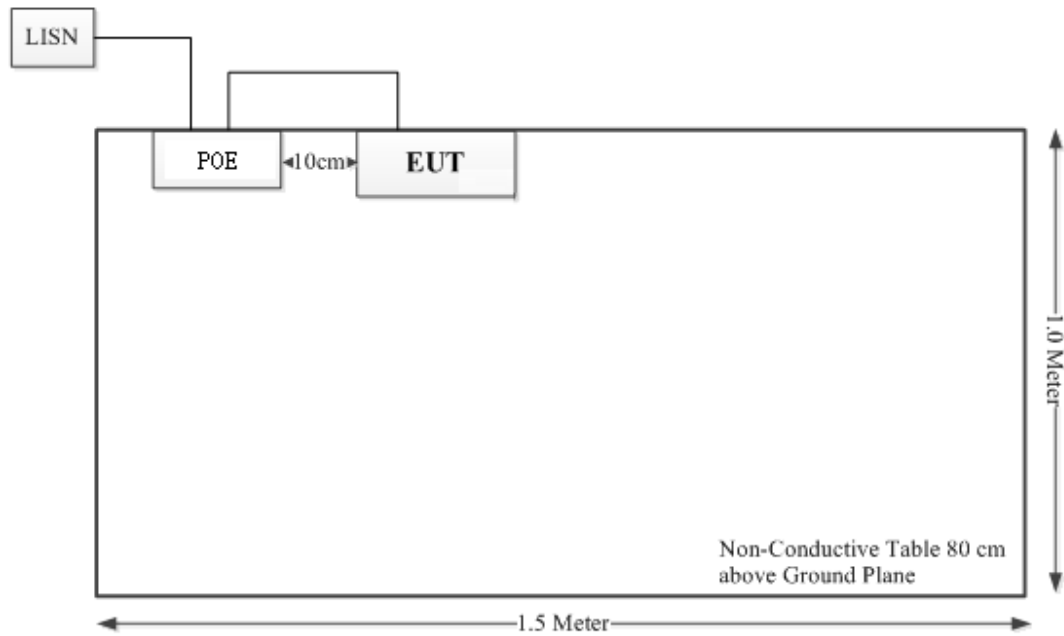 LISN
POE
10cm
EUT
1.0 Meter
Non-Conductive Table 80 cm
above Ground Plane
1.5 Meter